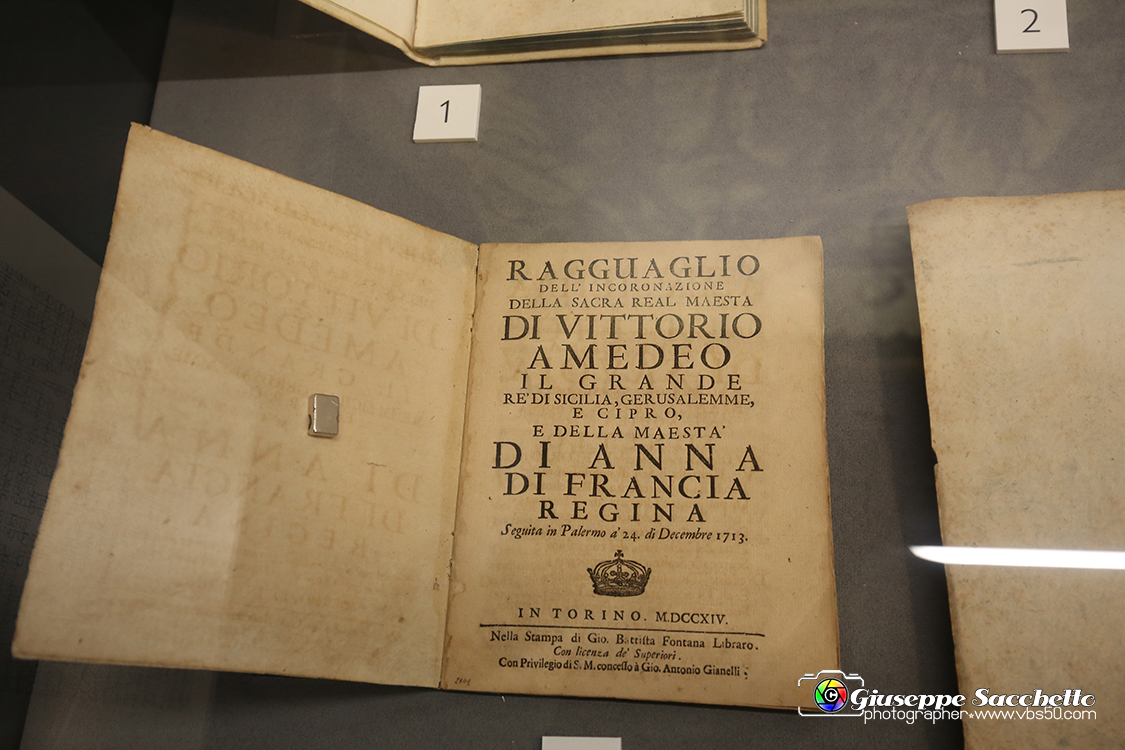 1
2
RAGGUAGLIO
DELL' INCORONAZIONE
DELLA SACRA REAL MAESTA
DI VITTORIO
AMEDEO
IL GRANDE
RE' DI SICILIA, GERUSALEMME,
E CIPRO,
E DELLA MAESTA'
DI ANNA
DI FRANCIA
REGINA
Seguita in Palermo a' 24. di Decembre 1713.
IN TORINO. M.DCCXIV.
Nella Stampa di Gio. Battista Fontana Libraro.
Con licenza de' Superiori.
Con Privilegio di S. M. concesso à Gio. Antonio Gianelli;
Giuseppe Sacchetto
photographer•www.vbs50.com